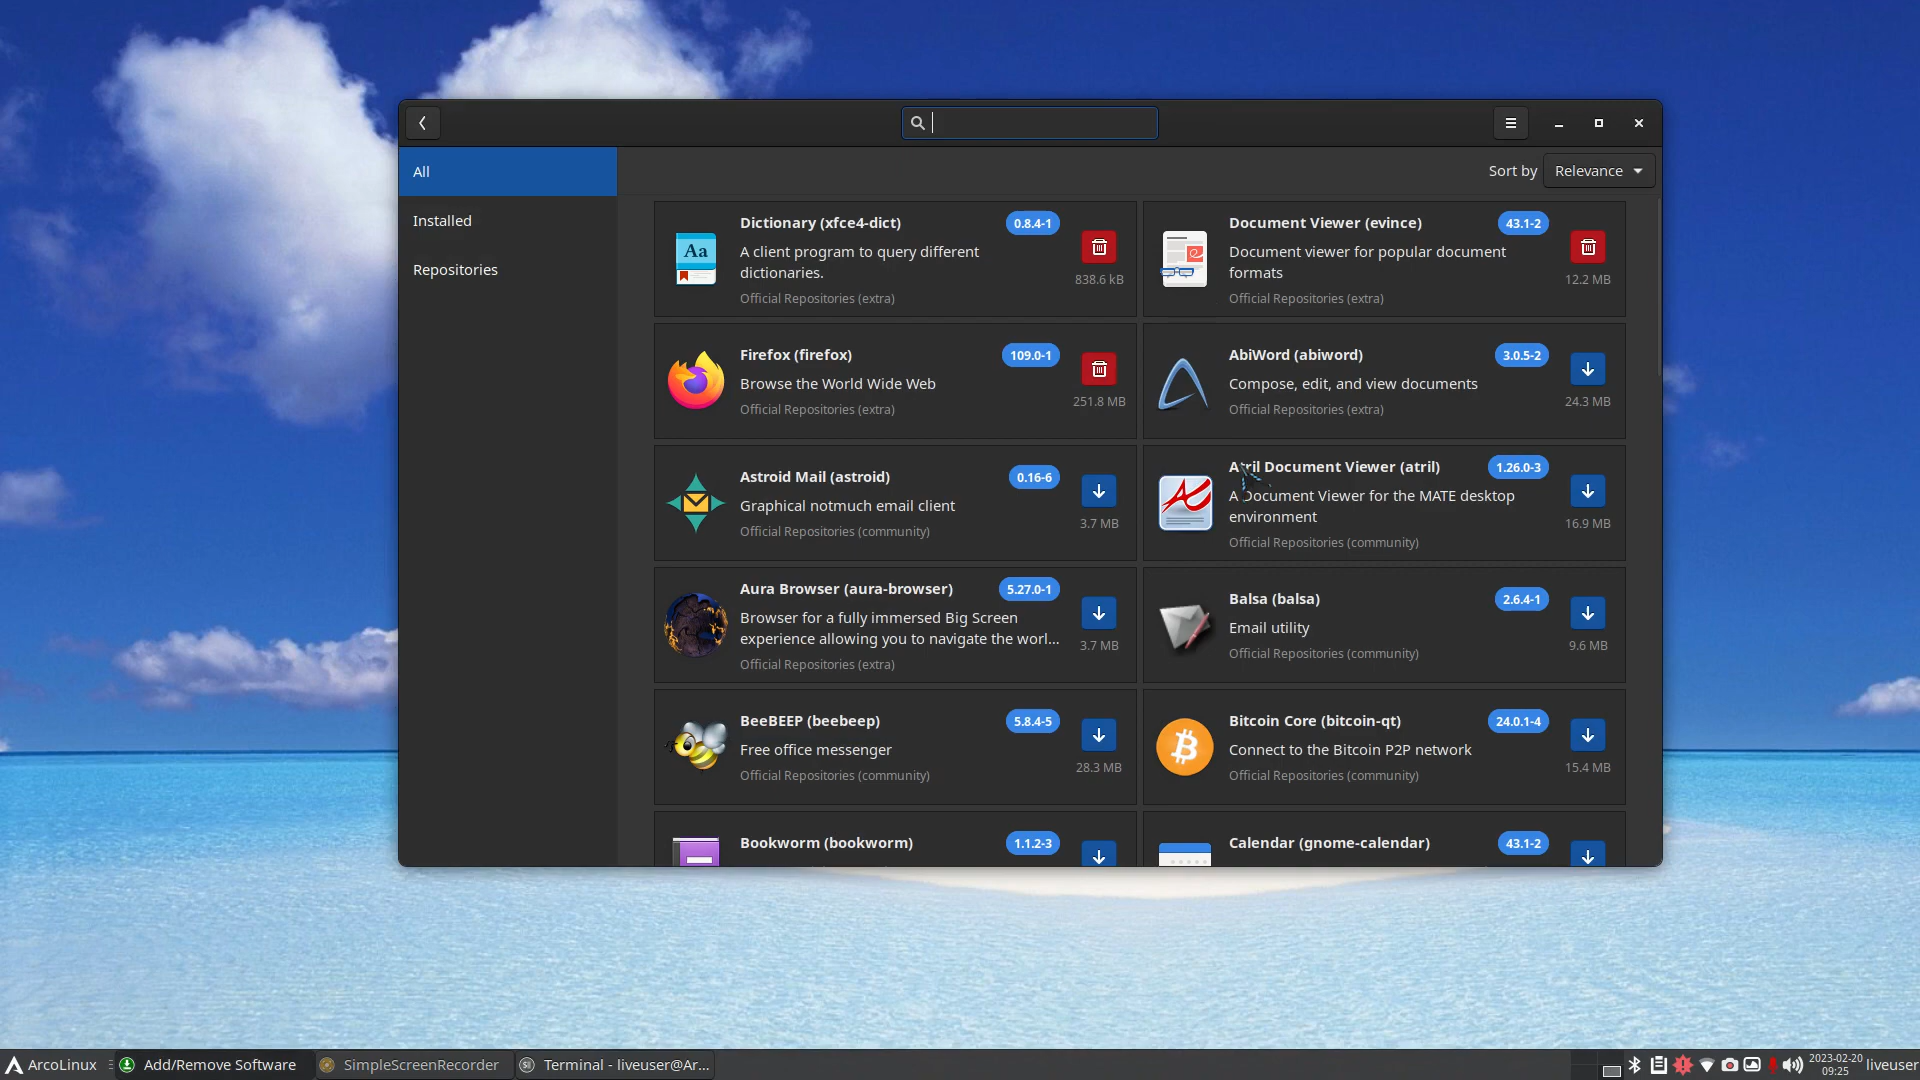 Sort by Relevance
All
Installed
Repositories
Dictionary (xfce4-dict) 0.8.4-1
A client program to query different
dictionaries.
838.6 kB
Official Repositories (extra)
Document Viewer (evince) 43.1-2
Document viewer for popular document
formats
12.2 MB
Official Repositories (extra)
Firefox (firefox) 109.0-1
Browse the World Wide Web
251.8 MB
Official Repositories (extra)
AbiWord (abiword) 3.0.5-2
Compose, edit, and view documents
24.3 MB
Official Repositories (extra)
Astroid Mail (astroid) 0.16-6
Graphical notmuch email client
3.7 MB
Official Repositories (community)
Atril Document Viewer (atril) 1.26.0-3
A Document Viewer for the MATE desktop
environment
16.9 MB
Official Repositories (community)
Aura Browser (aura-browser) 5.27.0-1
Browser for a fully immersed Big Screen
experience allowing you to navigate the worl...
3.7 MB
Official Repositories (extra)
Balsa (balsa) 2.6.4-1
Email utility
9.6 MB
Official Repositories (community)
BeeBEEP (beebeep) 5.8.4-5
Free office messenger
28.3 MB
Official Repositories (community)
Bitcoin Core (bitcoin-qt) 24.0.1-4
Connect to the Bitcoin P2P network
15.4 MB
Official Repositories (community)
Bookworm (bookworm) 1.1.2-3
Calendar (gnome-calendar) 43.1-2
Aa
ArcoLinux
Add/Remove Software
SimpleScreenRecorder
Terminal - liveuser@Ar...
2023-02-20
09:25
liveuser